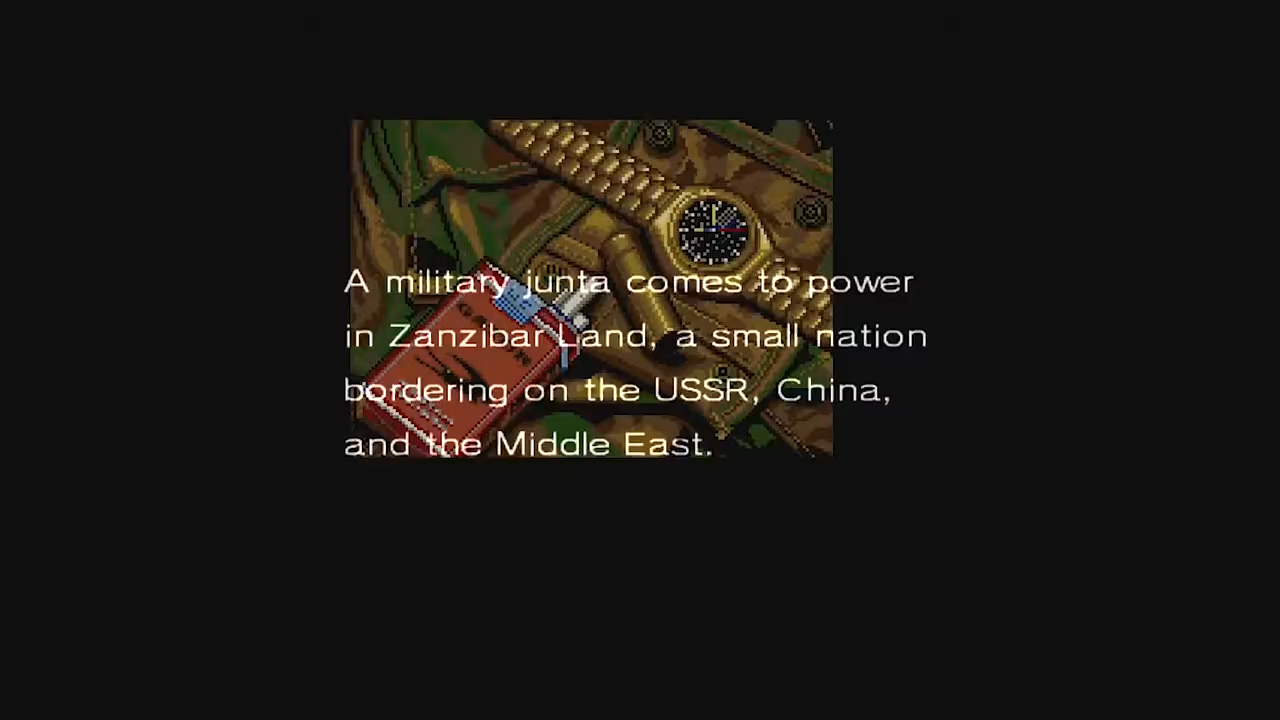 A military junta comes to power
in Zanzibar Land, a small nation
bordering on the USSR, China,
and the Middle East.